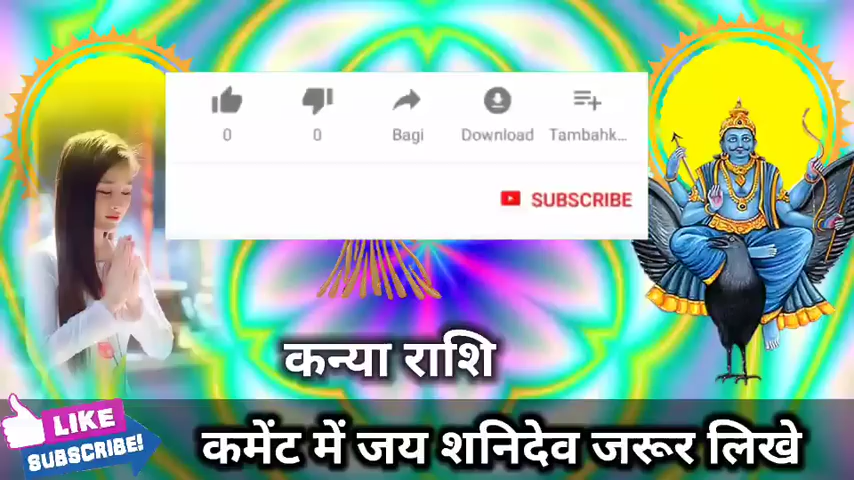 0 0 Bagi Download Tambahk...
SUBSCRIBE
कन्या राशि
LIKE
SUBSCRIBE!
कमेंट में जय शनिदेव जरूर लिखे